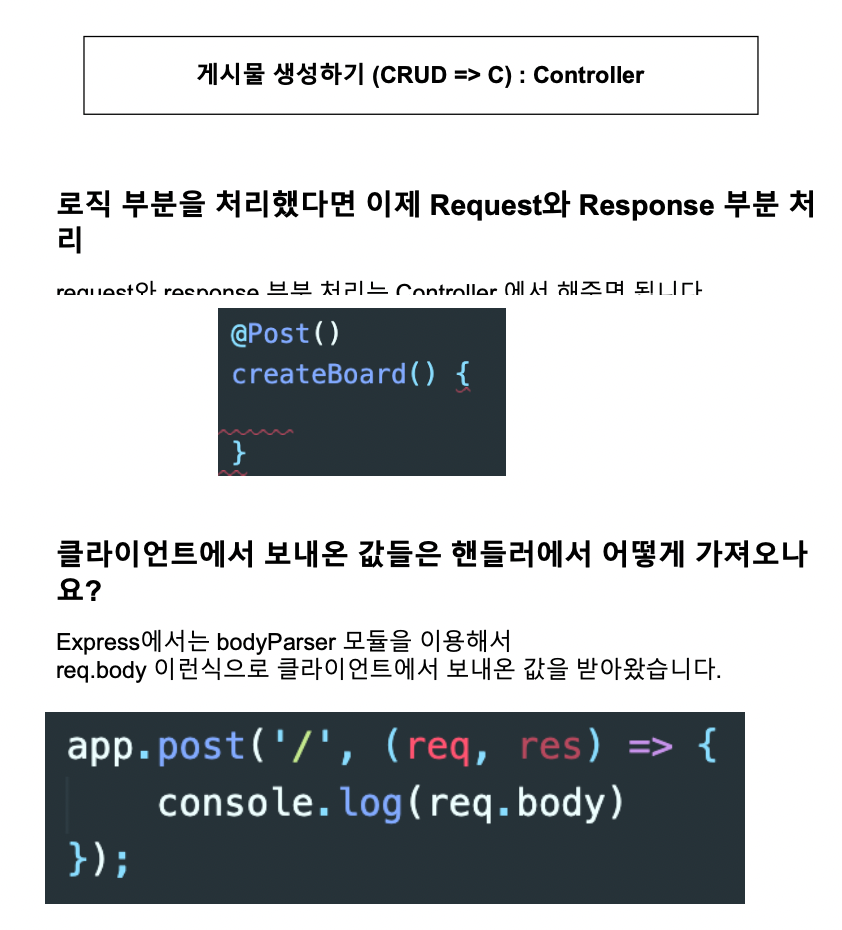 게시물 생성하기 (CRUD => C) : Controller
로직 부분을 처리했다면 이제 Request와 Response 부분 처
리
request와 response 부분 처리는 Controller 에서 해주면 됩니다
@Post()
createBoard() {
}
클라이언트에서 보내온 값들은 핸들러에서 어떻게 가져오나
요?
Express에서는 bodyParser 모듈을 이용해서
req.body 이런식으로 클라이언트에서 보내온 값을 받아왔습니다.
app.post('/', (req, res) => {
console.log(req.body)
});